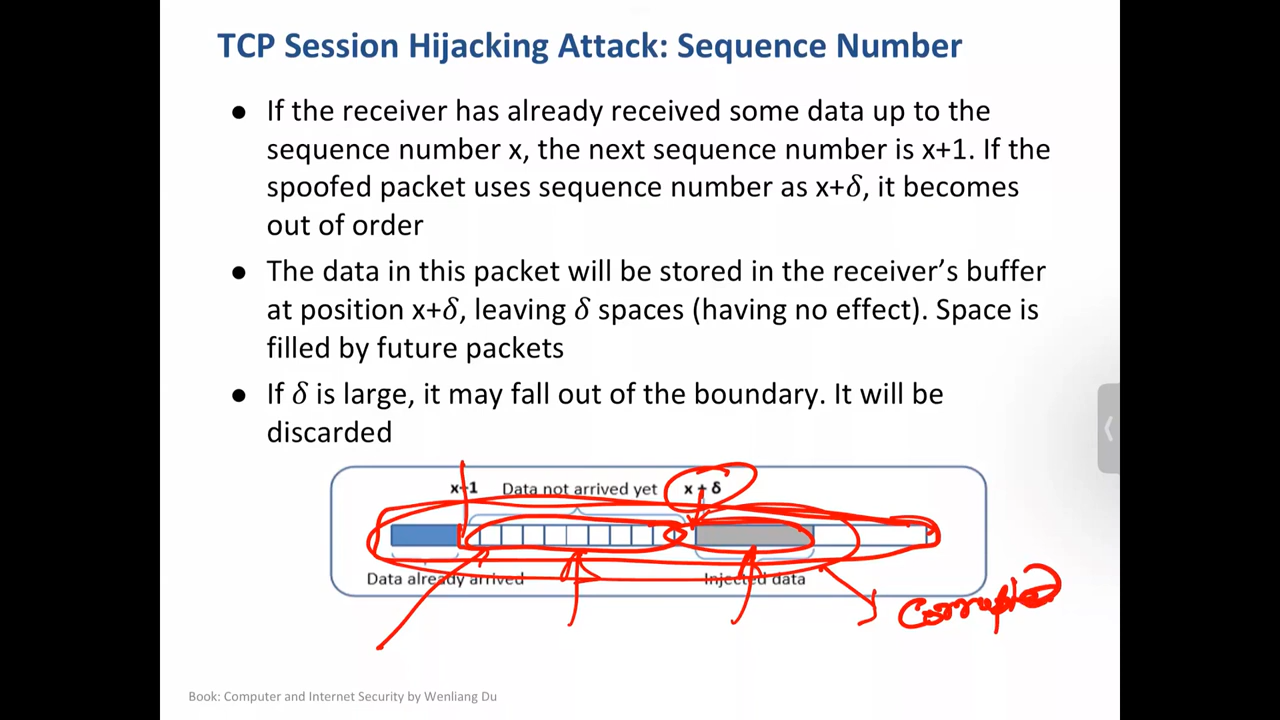 TCP Session Hijacking Attack: Sequence Number
● If the receiver has already received some data up to the
sequence number x, the next sequence number is x+1. If the
spoofed packet uses sequence number as x+δ, it becomes
out of order
● The data in this packet will be stored in the receiver’s buffer
at position x+δ, leaving δ spaces (having no effect). Space is
filled by future packets
● If δ is large, it may fall out of the boundary. It will be
discarded
x+1 Data not arrived yet x + δ
Data already arrived Injected data
Corrupted
Book: Computer and Internet Security by Wenliang Du